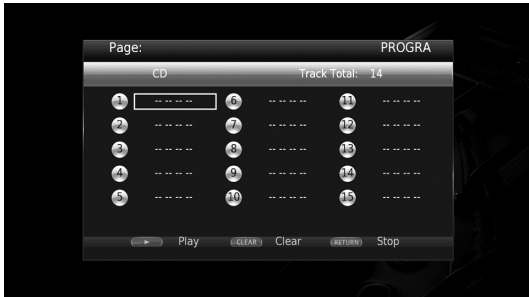 Page: PROGRA
CD Track Total: 14
1 -- -- -- -- 6 -- -- -- -- 11 -- -- -- --
2 -- -- -- -- 7 -- -- -- -- 12 -- -- -- --
3 -- -- -- -- 8 -- -- -- -- 13 -- -- -- --
4 -- -- -- -- 9 -- -- -- -- 14 -- -- -- --
5 -- -- -- -- 10 -- -- -- -- 15 -- -- -- --
Play CLEAR Clear RETURN Stop